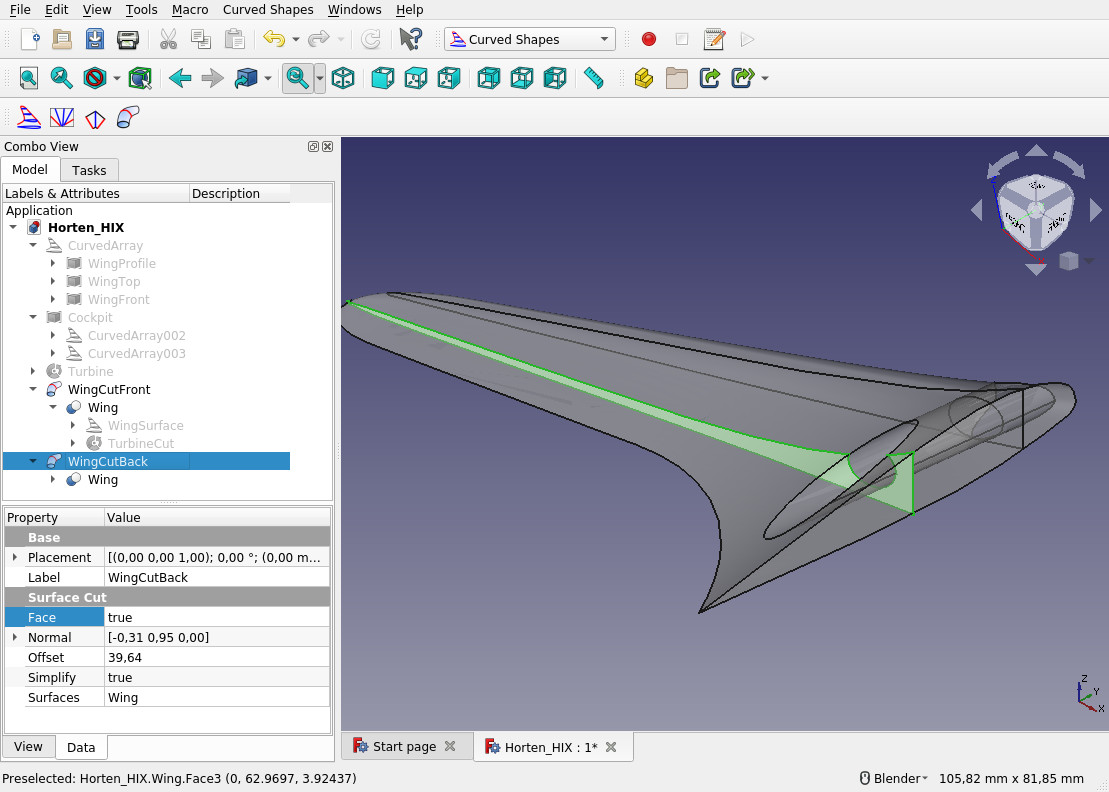 File Edit View Tools Macro Curved Shapes Windows Help
Curved Shapes
Combo View
Model Tasks
Labels & Attributes Description
Application
Horten_HIX
CurvedArray
WingProfile
WingTop
WingFront
Cockpit
CurvedArray002
CurvedArray003
Turbine
WingCutFront
Wing
WingSurface
TurbineCut
WingCutBack
Wing
Property Value
Base
Placement [(0,00 0,00 1,00); 0,00 °; (0,00 m...
Label WingCutBack
Surface Cut
Face true
Normal [-0,31 0,95 0,00]
Offset 39,64
Simplify true
Surfaces Wing
View Data
Z
Y
X
Start page
Horten_HIX : 1*
Preselected: Horten_HIX.Wing.Face3 (0, 62.9697, 3.92437)
Blender
105,82 mm x 81,85 mm